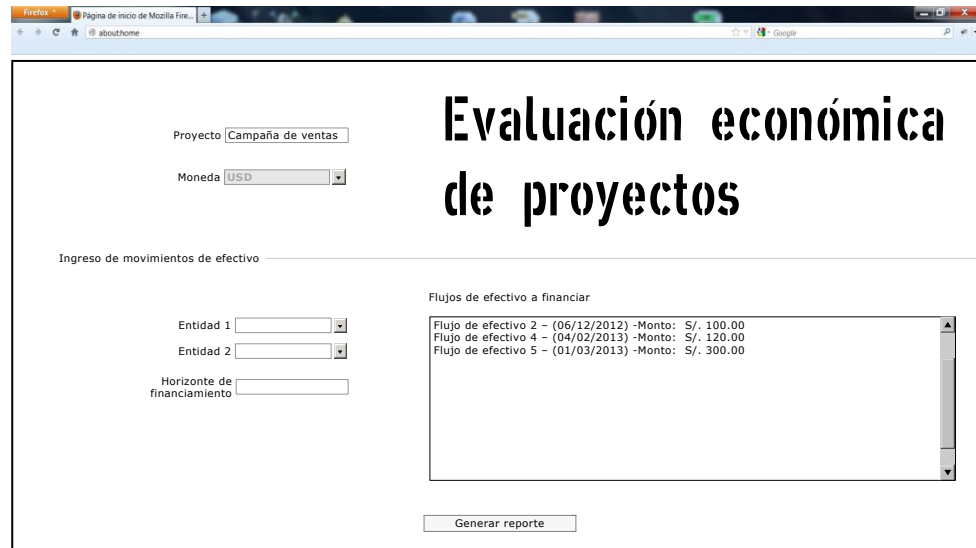 Firefox
Página de inicio de Mozilla Fire...
about:home
Google
Evaluación económica
de proyectos
Proyecto Campaña de ventas
Moneda USD
Ingreso de movimientos de efectivo
Flujos de efectivo a financiar
Entidad 1
Entidad 2
Horizonte de
financiamiento
Flujo de efectivo 2 – (06/12/2012) -Monto: S/. 100.00
Flujo de efectivo 4 – (04/02/2013) -Monto: S/. 120.00
Flujo de efectivo 5 – (01/03/2013) -Monto: S/. 300.00
Generar reporte